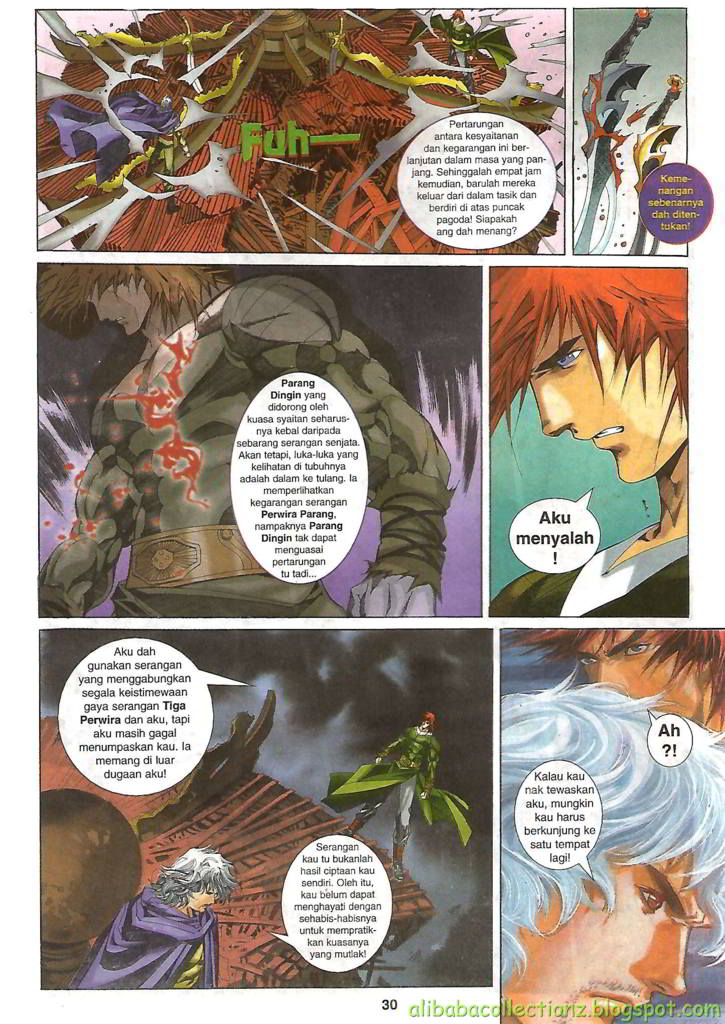 Fuh—
Pertarungan
antara kesyaitanan
dan kegarangan ini ber-
lanjutan dalam masa yang pan-
jang. Sehinggalah empat jam
kemudian, barulah mereka
keluar dari dalam tasik dan
berdiri di atas puncak
pagoda! Siapakah
ang dah menang?
Keme-
nangan
sebenarnya
dah diten-
tukan!
Parang
Dingin yang
didorong oleh
kuasa syaitan seharus-
nya kebal daripada
sebarang serangan senjata.
Akan tetapi, luka-luka yang
kelihatan di tubuhnya
adalah dalam ke tulang. Ia
memperlihatkan
kegarangan serangan
Perwira Parang,
nampaknya Parang
Dingin tak dapat
menguasai
pertarungan
tu tadi...
Aku
menyalah
!
Aku dah
gunakan serangan
yang menggabungkan
segala keistimewaan
gaya serangan Tiga
Perwira dan aku, tapi
aku masih gagal
menumpaskan kau. Ia
memang di luar
dugaan aku!
Serangan
kau tu bukanlah
hasil ciptaan kau
sendiri. Oleh itu,
kau belum dapat
menghayati dengan
sehabis-habisnya
untuk mempratik-
kan kuasanya
yang mutlak!
Ah
?!
Kalau kau
nak tewaskan
aku, mungkin
kau harus
berkunjung ke
satu tempat
lagi!
30
alibabacollectionz.blogspot.com